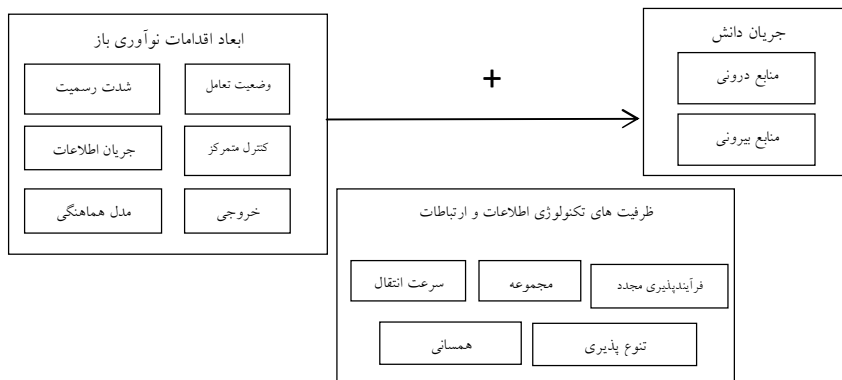 ابعاد اقدامات نوآوری باز
وضعیت تعامل
شدت رسمیت
کنترل متمرکز
جریان اطلاعات
خروجی
مدل هماهنگی
+
جریان دانش
منابع درونی
منابع بیرونی
ظرفیت های تکنولوژی اطلاعات و ارتباطات
فرآیندپذیری مجدد
مجموعه
سرعت انتقال
تنوع پذیری
همسانی